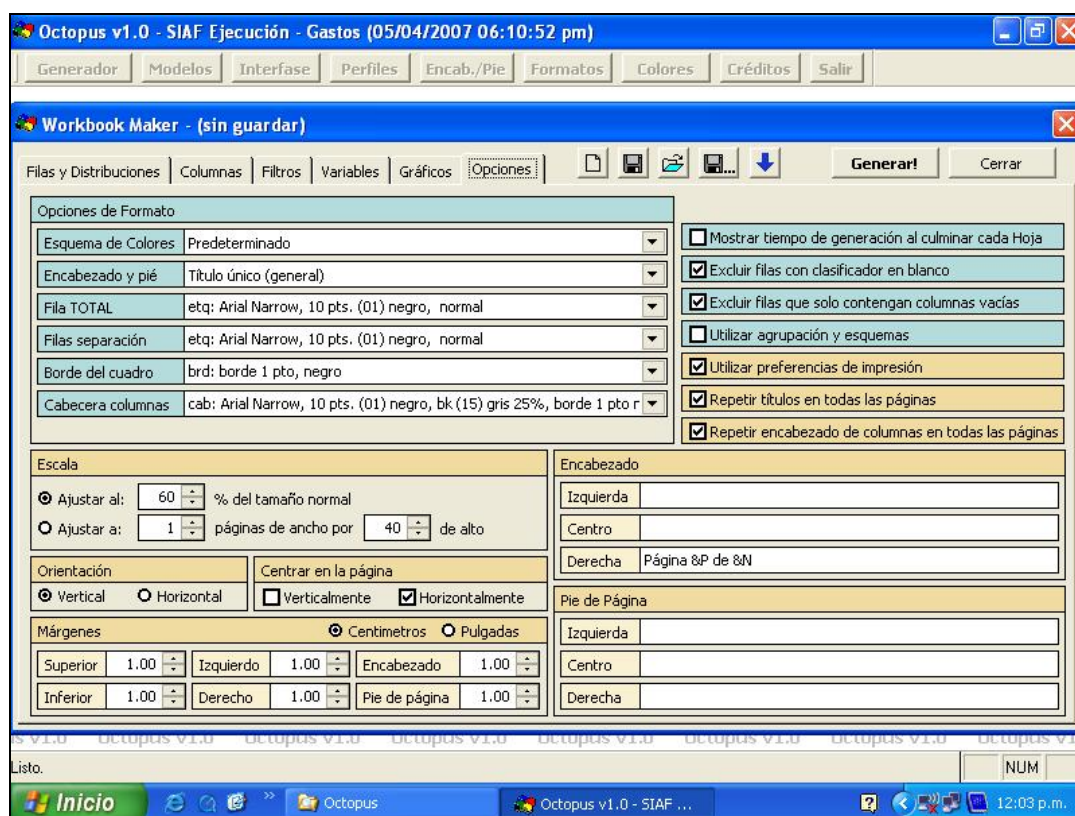 Octopus v1.0 - SIAF Ejecución - Gastos (05/04/2007 06:10:52 pm)
Generador Modelos Interfase Perfiles Encab./Pie Formatos Colores Créditos Salir
Workbook Maker - (sin guardar)
Filas y Distribuciones Columnas Filtros Variables Gráficos Opciones Generar! Cerrar
Opciones de Formato
Esquema de Colores Predeterminado
Encabezado y pié Título único (general)
Fila TOTAL etq: Arial Narrow, 10 pts. (01) negro, normal
Filas separación etq: Arial Narrow, 10 pts. (01) negro, normal
Borde del cuadro brd: borde 1 pto, negro
Cabecera columnas cab: Arial Narrow, 10 pts. (01) negro, bk (15) gris 25%, borde 1 pto r
Mostrar tiempo de generación al culminar cada Hoja
Excluir filas con clasificador en blanco
Excluir filas que solo contengan columnas vacías
Utilizar agrupación y esquemas
Utilizar preferencias de impresión
Repetir títulos en todas las páginas
Repetir encabezado de columnas en todas las páginas
Escala
Ajustar al: 60 % del tamaño normal
Ajustar a: 1 páginas de ancho por 40 de alto
Orientación
Vertical Horizontal
Centrar en la página
Verticalmente Horizontalmente
Márgenes Centimetros Pulgadas
Superior 1.00 Izquierdo 1.00 Encabezado 1.00
Inferior 1.00 Derecho 1.00 Pie de página 1.00
Encabezado
Izquierda
Centro
Derecha Página &P de &N
Pie de Página
Izquierda
Centro
Derecha
us v1.0 Octopus v1.0 Octopus v1.0 Octopus v1.0 Octopus v1.0 Octopus v1.0 Octopus v1.0 Octopus v1
Listo. NUM
Inicio » Octopus Octopus v1.0 - SIAF ... 12:03 p.m.